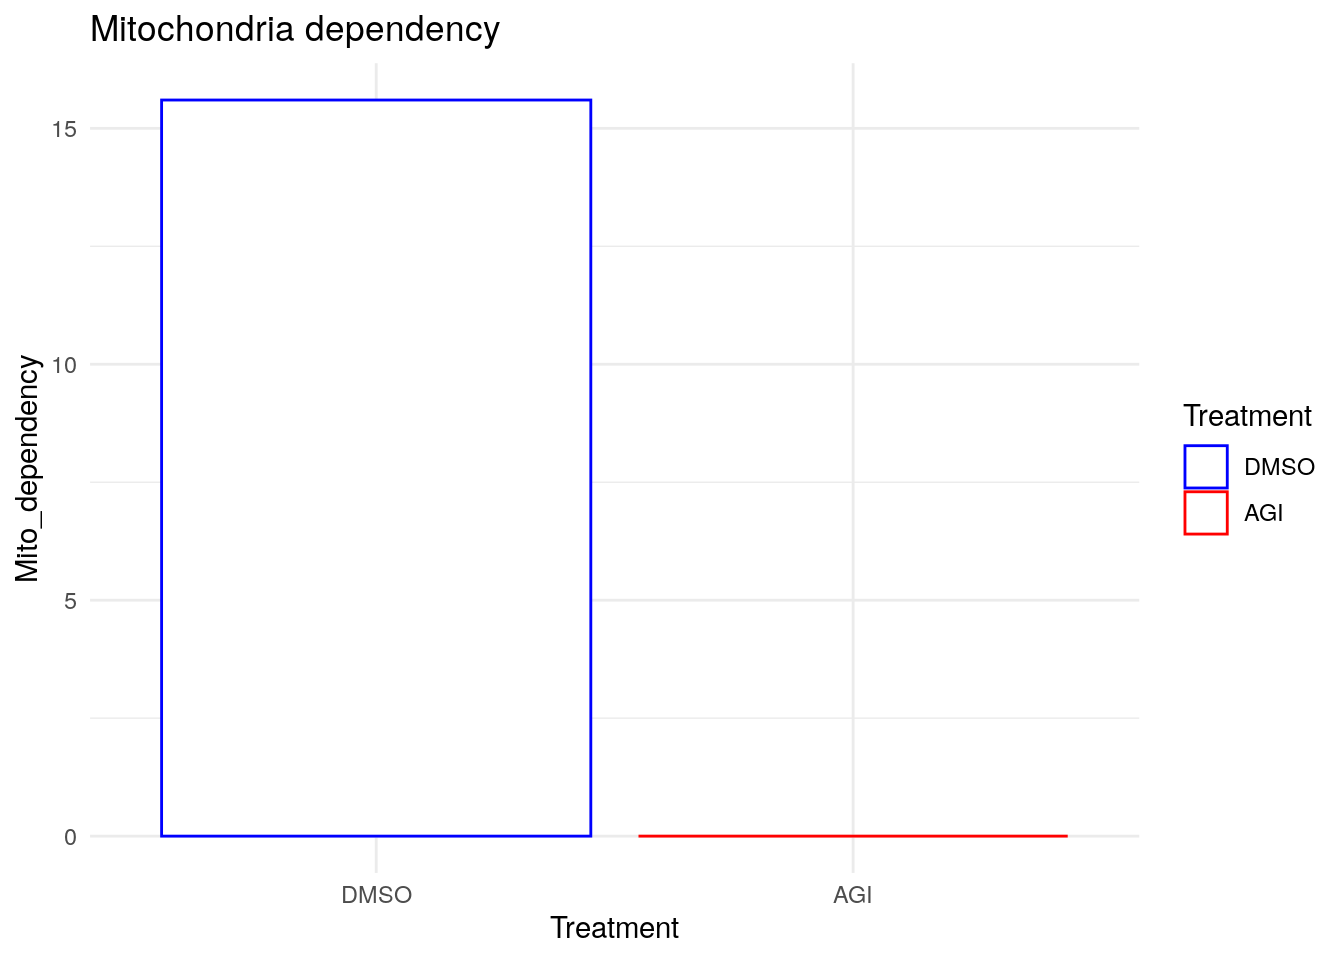 Mitochondria dependency
Mito_dependency
15
10
5
0
DMSO
AGI
Treatment
Treatment
DMSO
AGI